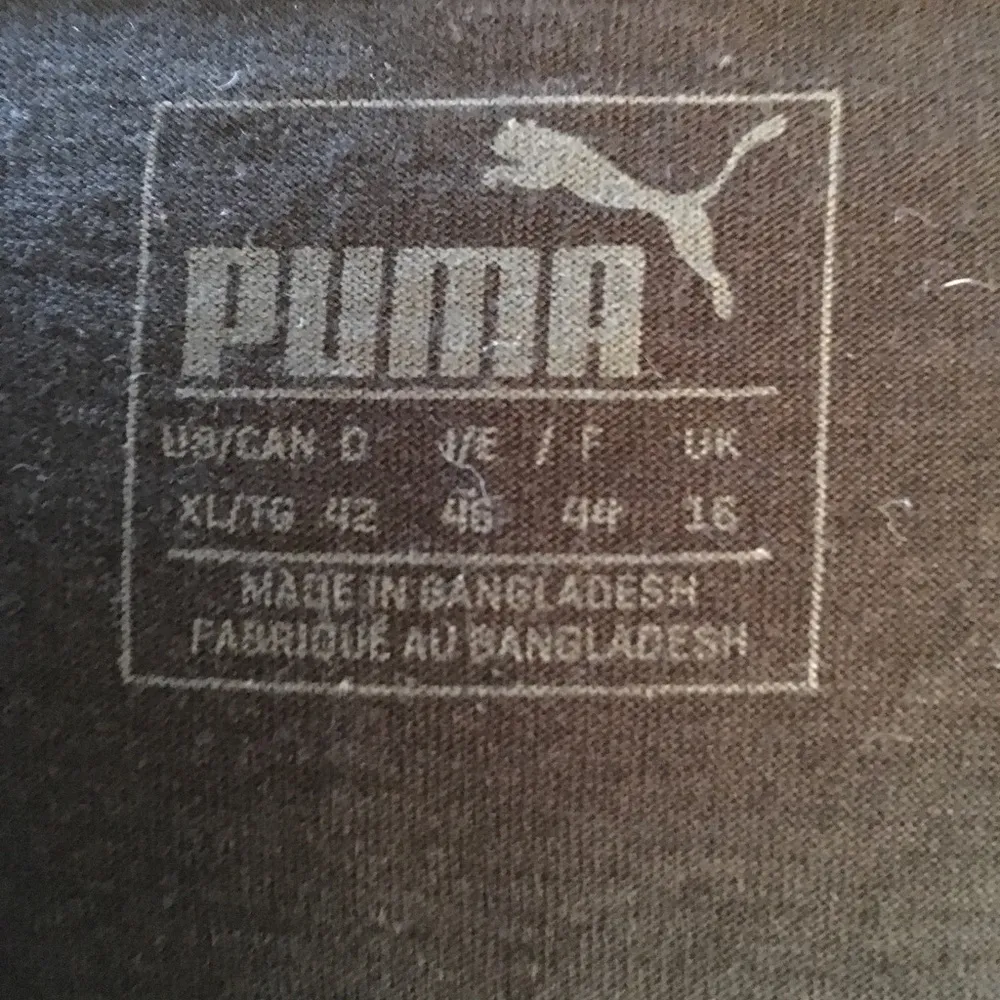 PUMA
US/CAN D I/E / F UK
XL/TG 42 46 44 16
MADE IN BANGLADESH
FABRIQUÉ AU BANGLADESH